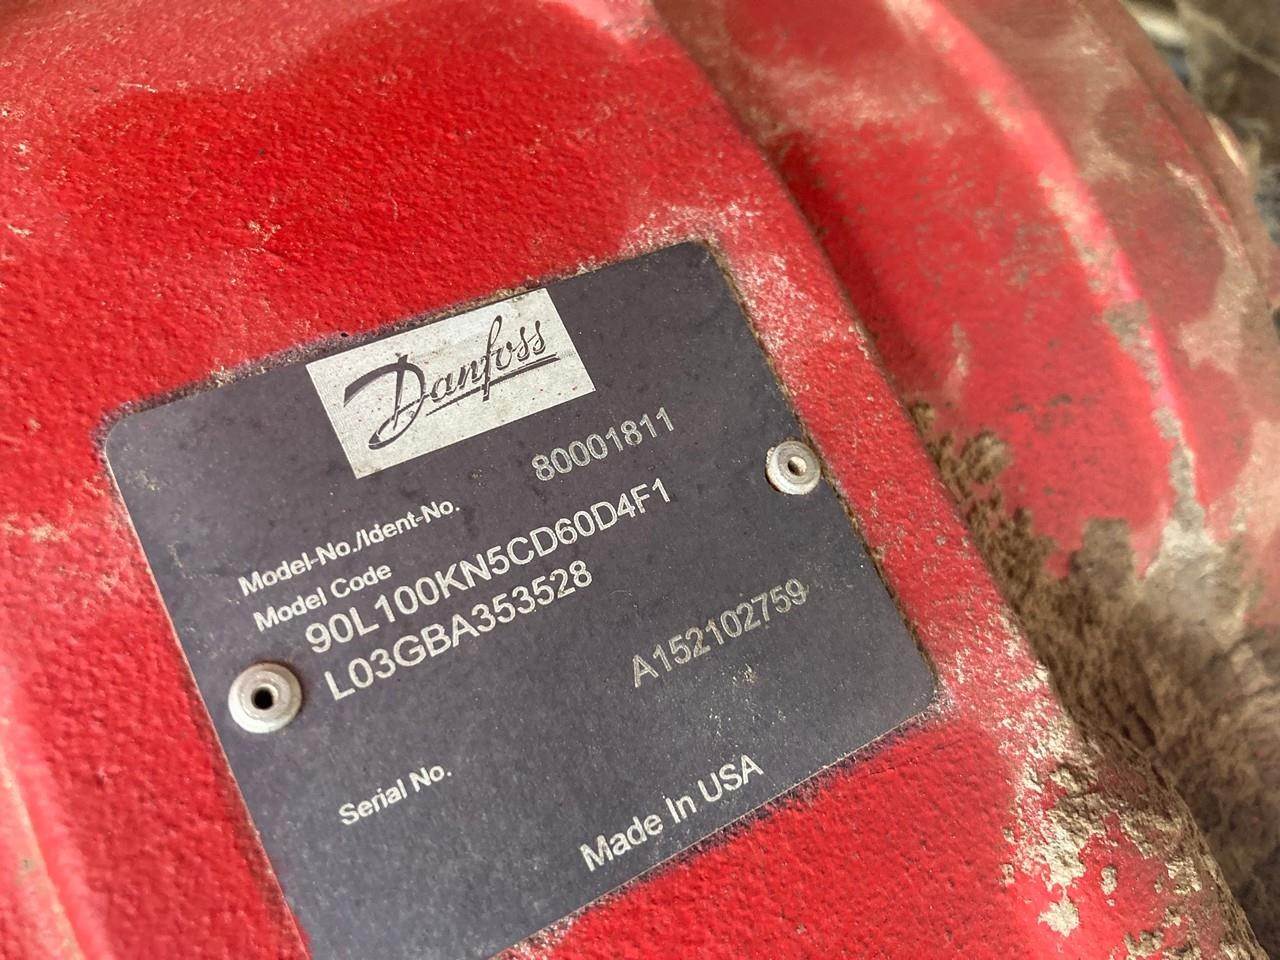 Danfoss
Model-No./Ident-No. 80001811
Model Code
90L100KN5CD60D4F1
L03GBA353528
Serial No. A152102759
Made In USA